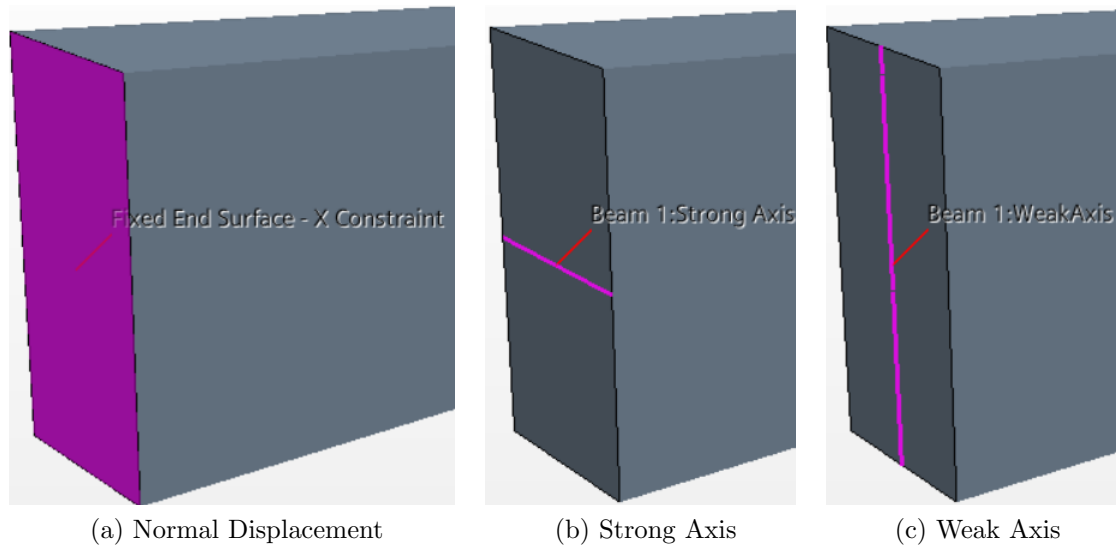 Fixed End Surface - X Constraint
Beam 1:Strong Axis
Beam 1:WeakAxis
(a) Normal Displacement
(b) Strong Axis
(c) Weak Axis